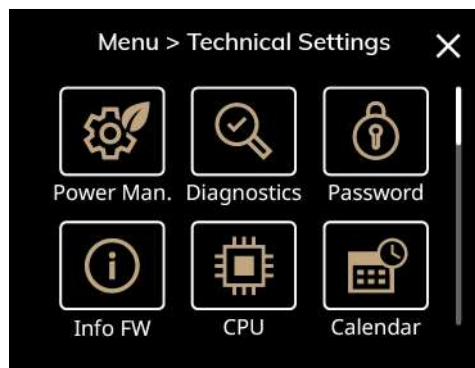 Menu > Technical Settings
Power Man. Diagnostics Password
Info FW CPU Calendar